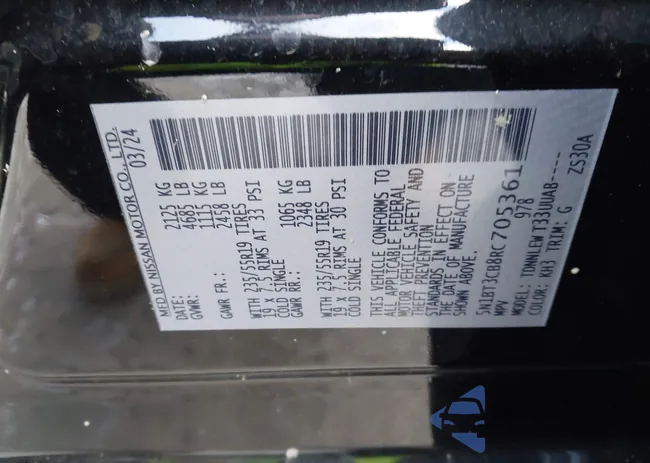 MFD BY NISSAN MOTOR CO., LTD.
DATE: 03/24
GVWR: 2125 KG
4685 LB
GAWR FR.: 1115 KG
2458 LB
WITH 235/55R19 TIRES
19 x 7.5 RIMS AT 33 PSI
COLD SINGLE
GAWR RR.: 1065 KG
2348 LB
WITH 235/55R19 TIRES
19 x 7.5 RIMS AT 30 PSI
COLD SINGLE
THIS VEHICLE CONFORMS TO
ALL APPLICABLE FEDERAL
MOTOR VEHICLE SAFETY AND
THEFT PREVENTION
STANDARDS IN EFFECT ON
THE DATE OF MANUFACTURE
SHOWN ABOVE.
5N1BT3CB8RC705361
MPV 978
MODEL: TDNNLEW T33UUAB-----
COLOR: KH3 TRIM: G ZS30A